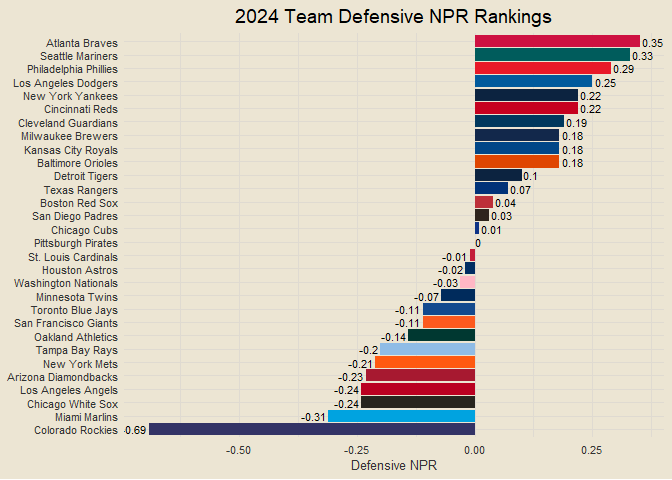 2024 Team Defensive NPR Rankings
Atlanta Braves 0.35
Seattle Mariners 0.33
Philadelphia Phillies 0.29
Los Angeles Dodgers 0.25
New York Yankees 0.22
Cincinnati Reds 0.22
Cleveland Guardians 0.19
Milwaukee Brewers 0.18
Kansas City Royals 0.18
Baltimore Orioles 0.18
Detroit Tigers 0.1
Texas Rangers 0.07
Boston Red Sox 0.04
San Diego Padres 0.03
Chicago Cubs 0.01
Pittsburgh Pirates 0
St. Louis Cardinals -0.01
Houston Astros -0.02
Washington Nationals -0.03
Minnesota Twins -0.07
Toronto Blue Jays -0.11
San Francisco Giants -0.11
Oakland Athletics -0.14
Tampa Bay Rays -0.2
New York Mets -0.21
Arizona Diamondbacks -0.23
Los Angeles Angels -0.24
Chicago White Sox -0.24
Miami Marlins -0.31
Colorado Rockies 0.69
-0.50 -0.25 0.00 0.25
Defensive NPR